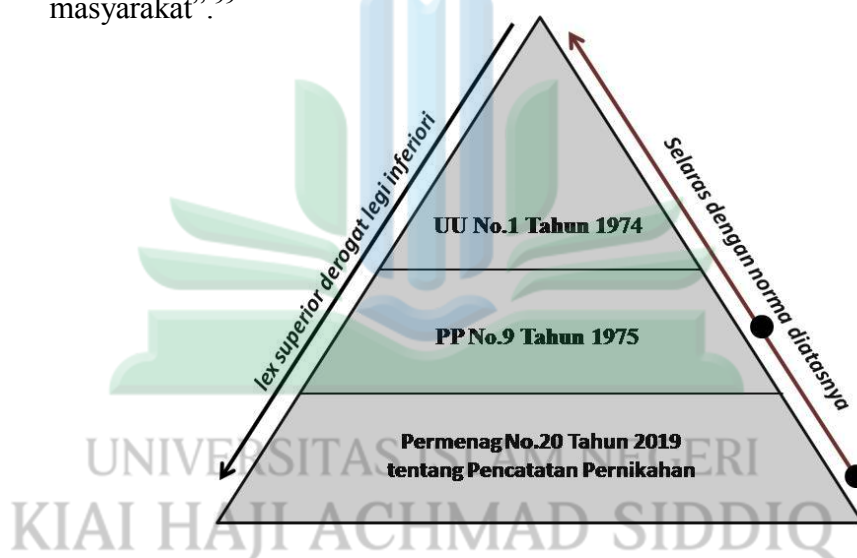 masyarakat”.⁹⁹
lex superior derogat legi inferiori
Selaras dengan norma diatasnya
UU No.1 Tahun 1974
PP No.9 Tahun 1975
Permenag No.20 Tahun 2019
tentang Pencatatan Pernikahan
UNIVERSITAS ISLAM NEGERI
KIAI HAJI ACHMAD SIDDIQ